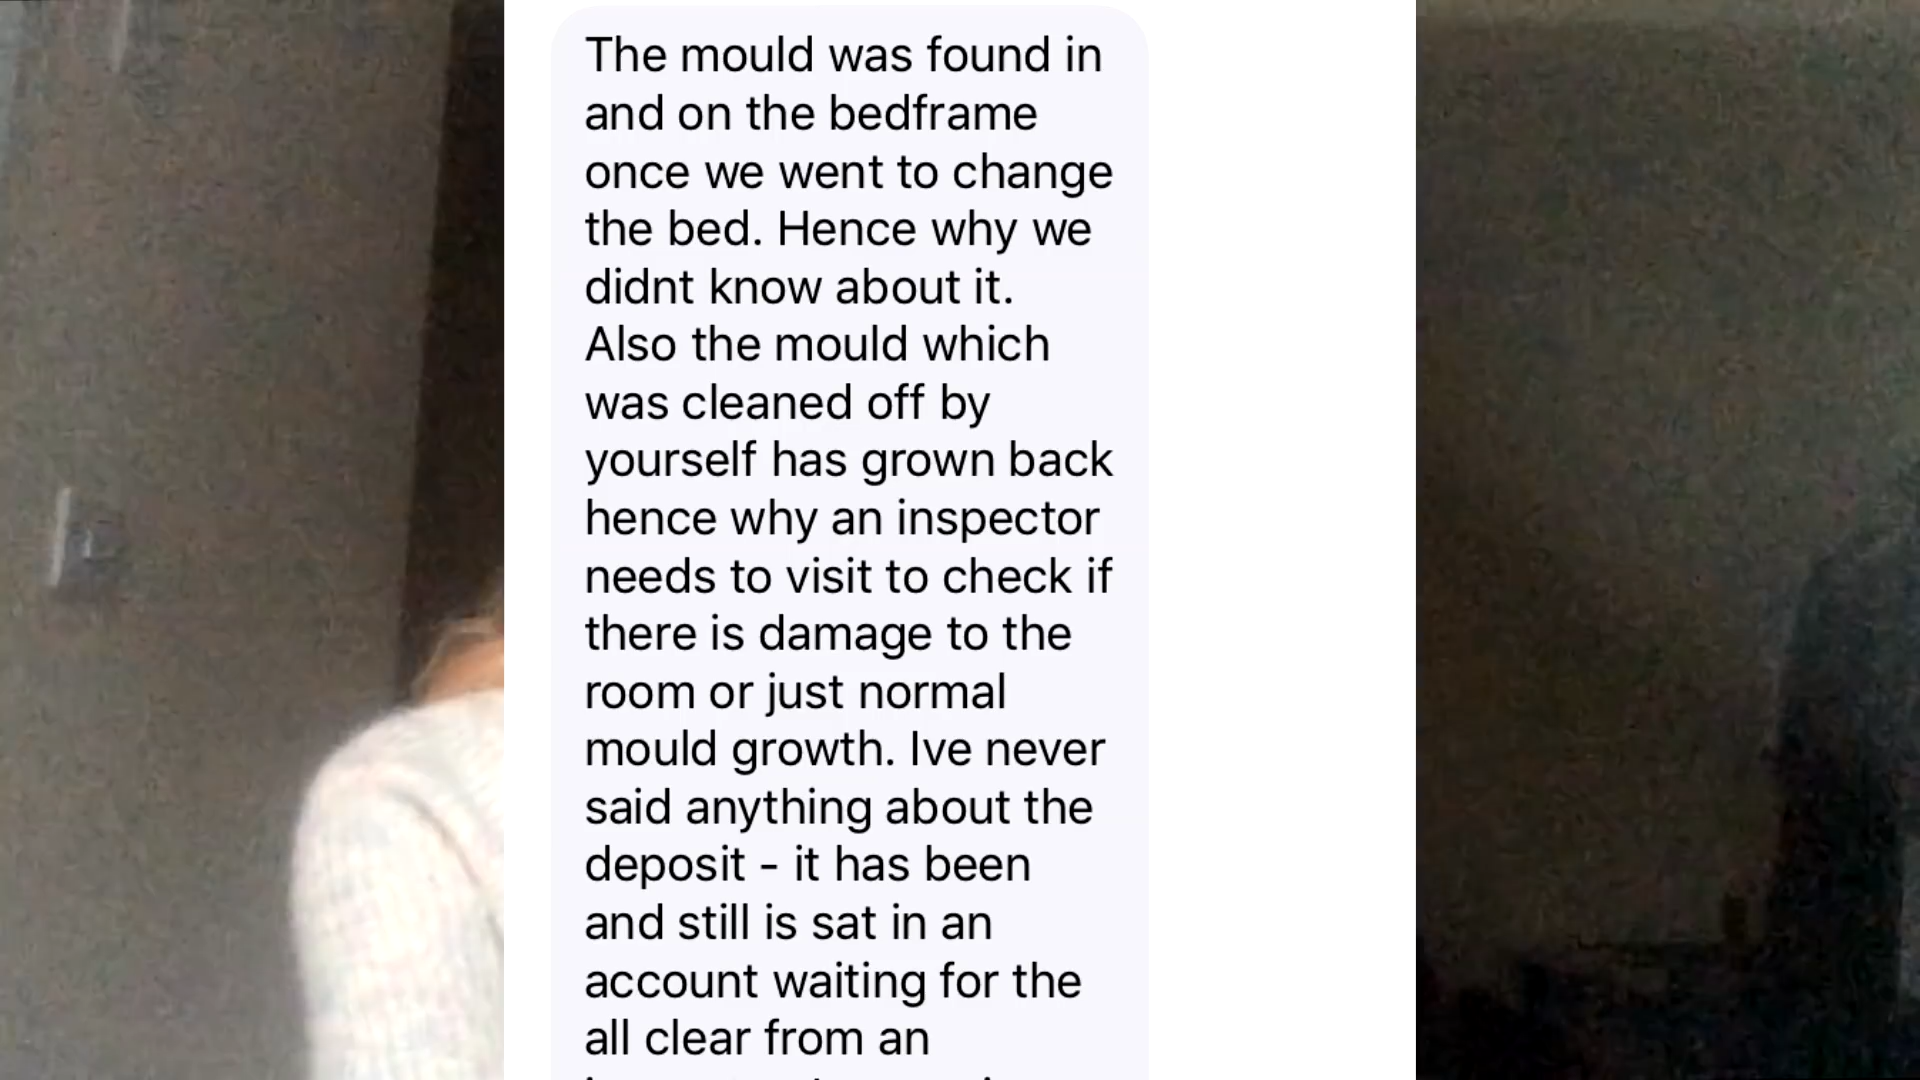 The mould was found in
and on the bedframe
once we went to change
the bed. Hence why we
didnt know about it.
Also the mould which
was cleaned off by
yourself has grown back
hence why an inspector
needs to visit to check if
there is damage to the
room or just normal
mould growth. Ive never
said anything about the
deposit - it has been
and still is sat in an
account waiting for the
all clear from an